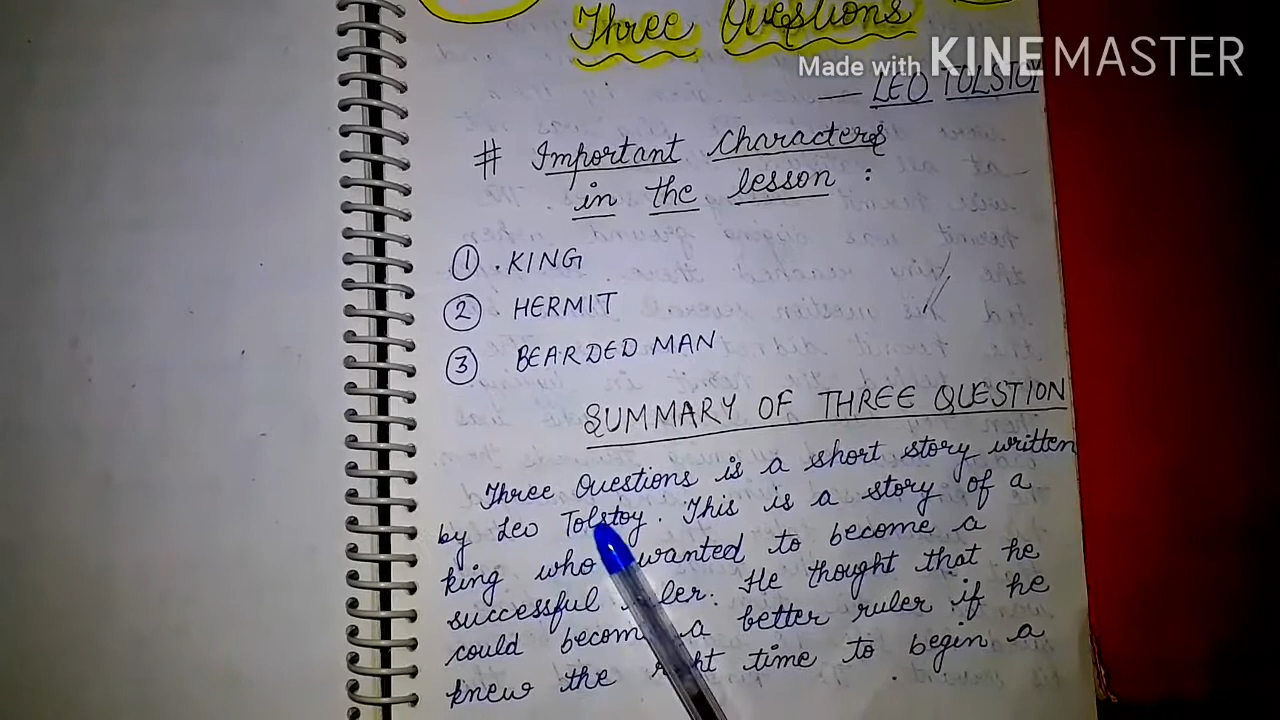 Three Questions
Made with KINEMASTER
— LEO TOLSTOY
# Important Characters
in the lesson :
1 . KING
2 HERMIT
3 BEARDED MAN
SUMMARY OF THREE QUESTION
Three Questions is a short story written
by Leo Tolstoy. This is a story of a
king who wanted to become a
successful ruler. He thought that he
could become a better ruler if he
knew the right time to begin a